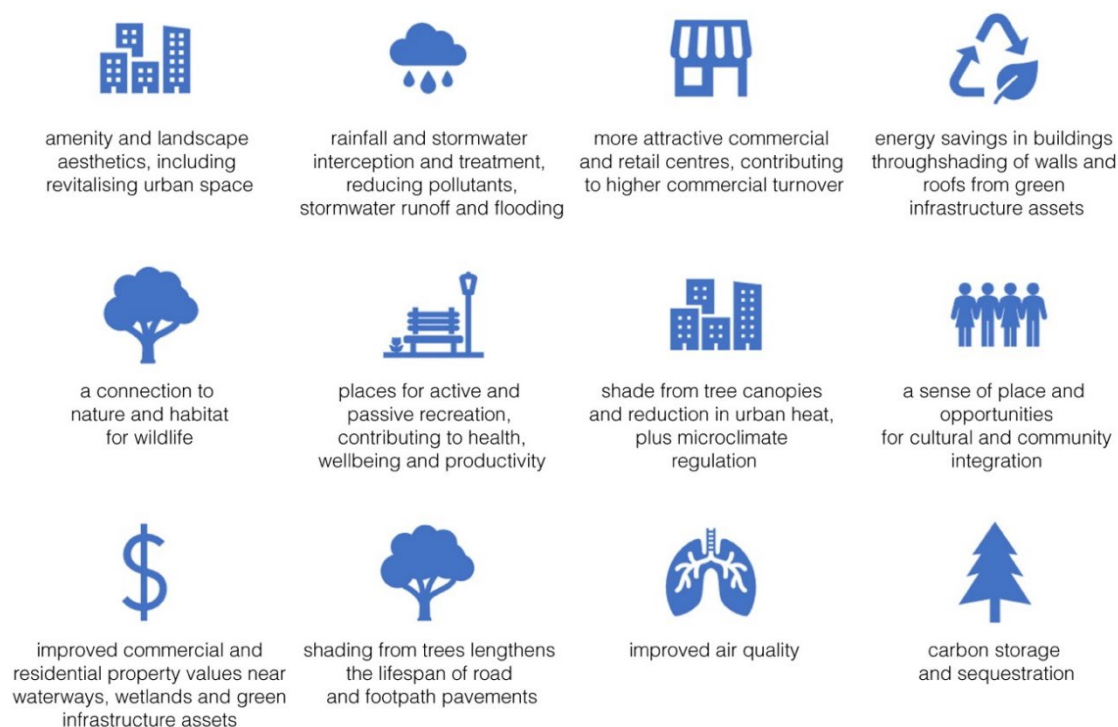 amenity and landscape
aesthetics, including
revitalising urban space
rainfall and stormwater
interception and treatment,
reducing pollutants,
stormwater runoff and flooding
more attractive commercial
and retail centres, contributing
to higher commercial turnover
energy savings in buildings
throughshading of walls and
roofs from green
infrastructure assets
a connection to
nature and habitat
for wildlife
places for active and
passive recreation,
contributing to health,
wellbeing and productivity
shade from tree canopies
and reduction in urban heat,
plus microclimate
regulation
a sense of place and
opportunities
for cultural and community
integration
$
improved commercial and
residential property values near
waterways, wetlands and green
infrastructure assets
shading from trees lengthens
the lifespan of road
and footpath pavements
improved air quality
carbon storage
and sequestration